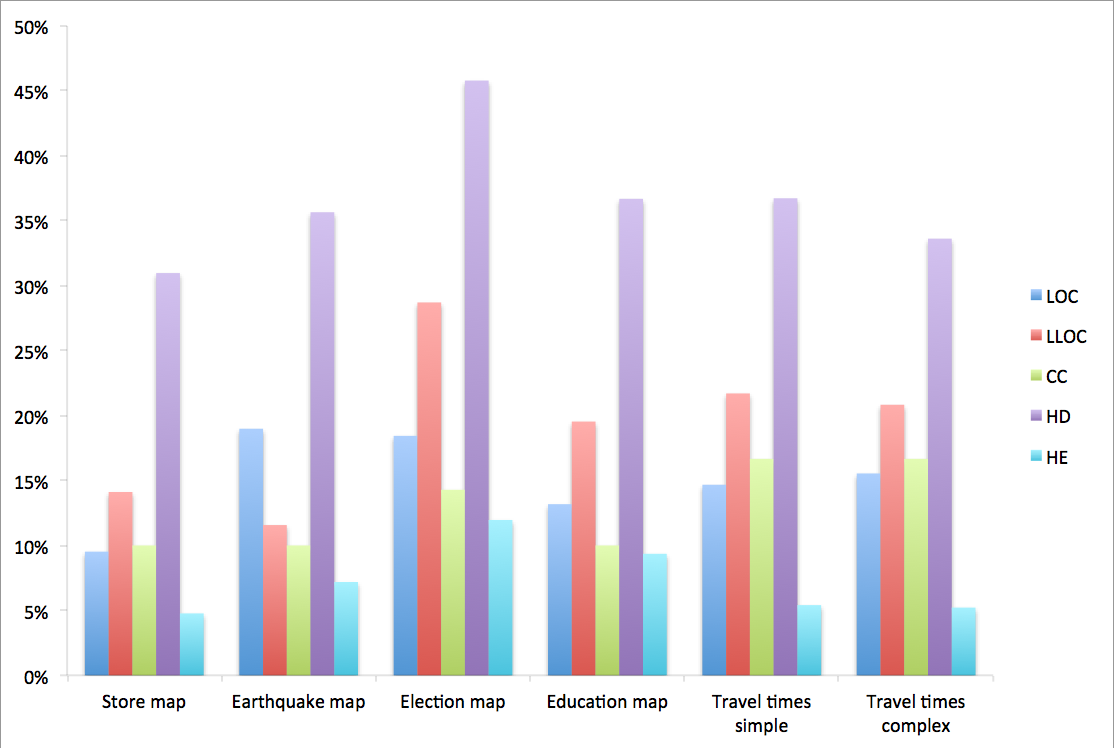 50%
45%
40%
35%
30%
25%
20%
15%
10%
5%
0%
Store map
Earthquake map
Election map
Education map
Travel times
simple
Travel times
complex
LOC
LLOC
CC
HD
HE